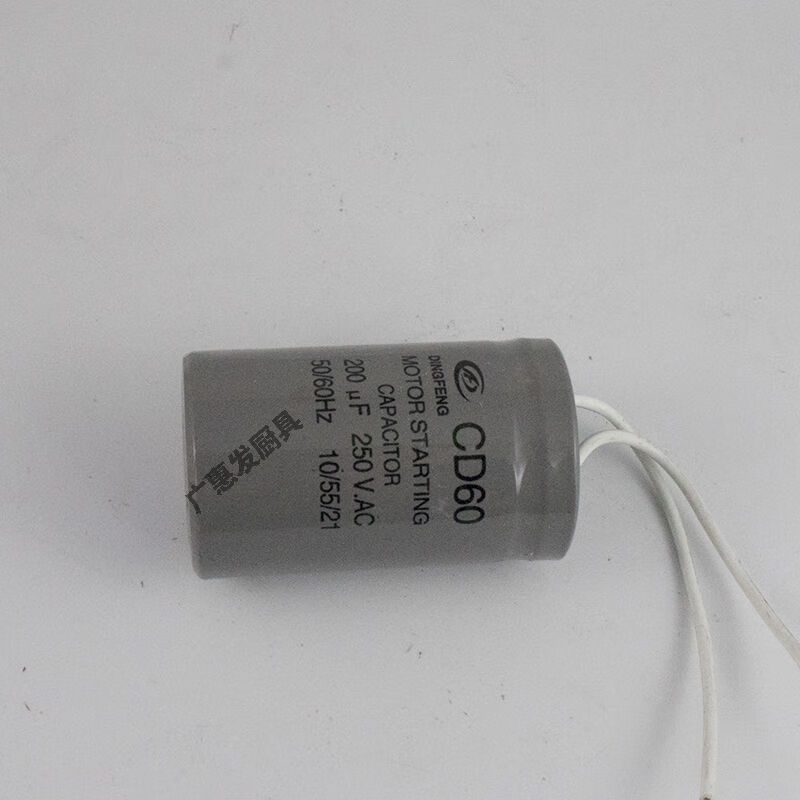 CD60
DINGFENG
MOTOR STARTING
CAPACITOR
200 μF 250 V.AC
50/60Hz 10/55/21
广惠发厨具